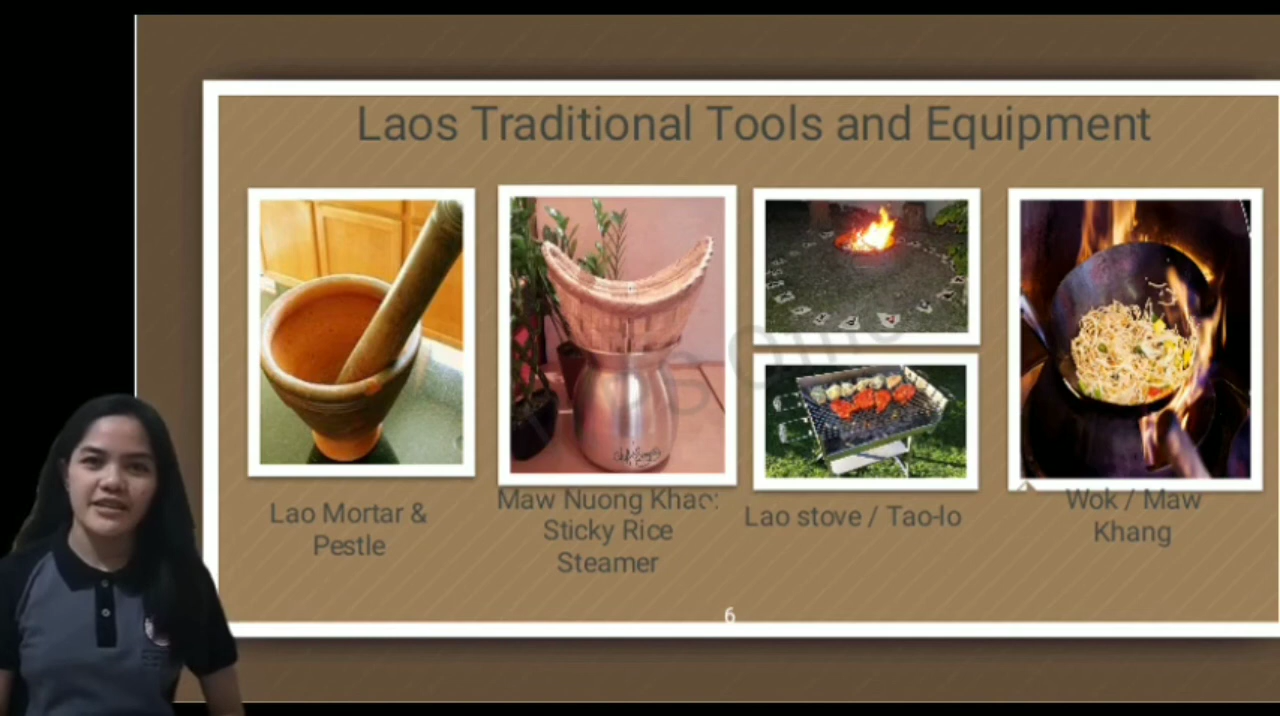 Laos Traditional Tools and Equipment
Lao Mortar &
Pestle
Maw Nuong Khao:
Sticky Rice
Steamer
Lao stove / Tao-lo
Wok / Maw
Khang
6